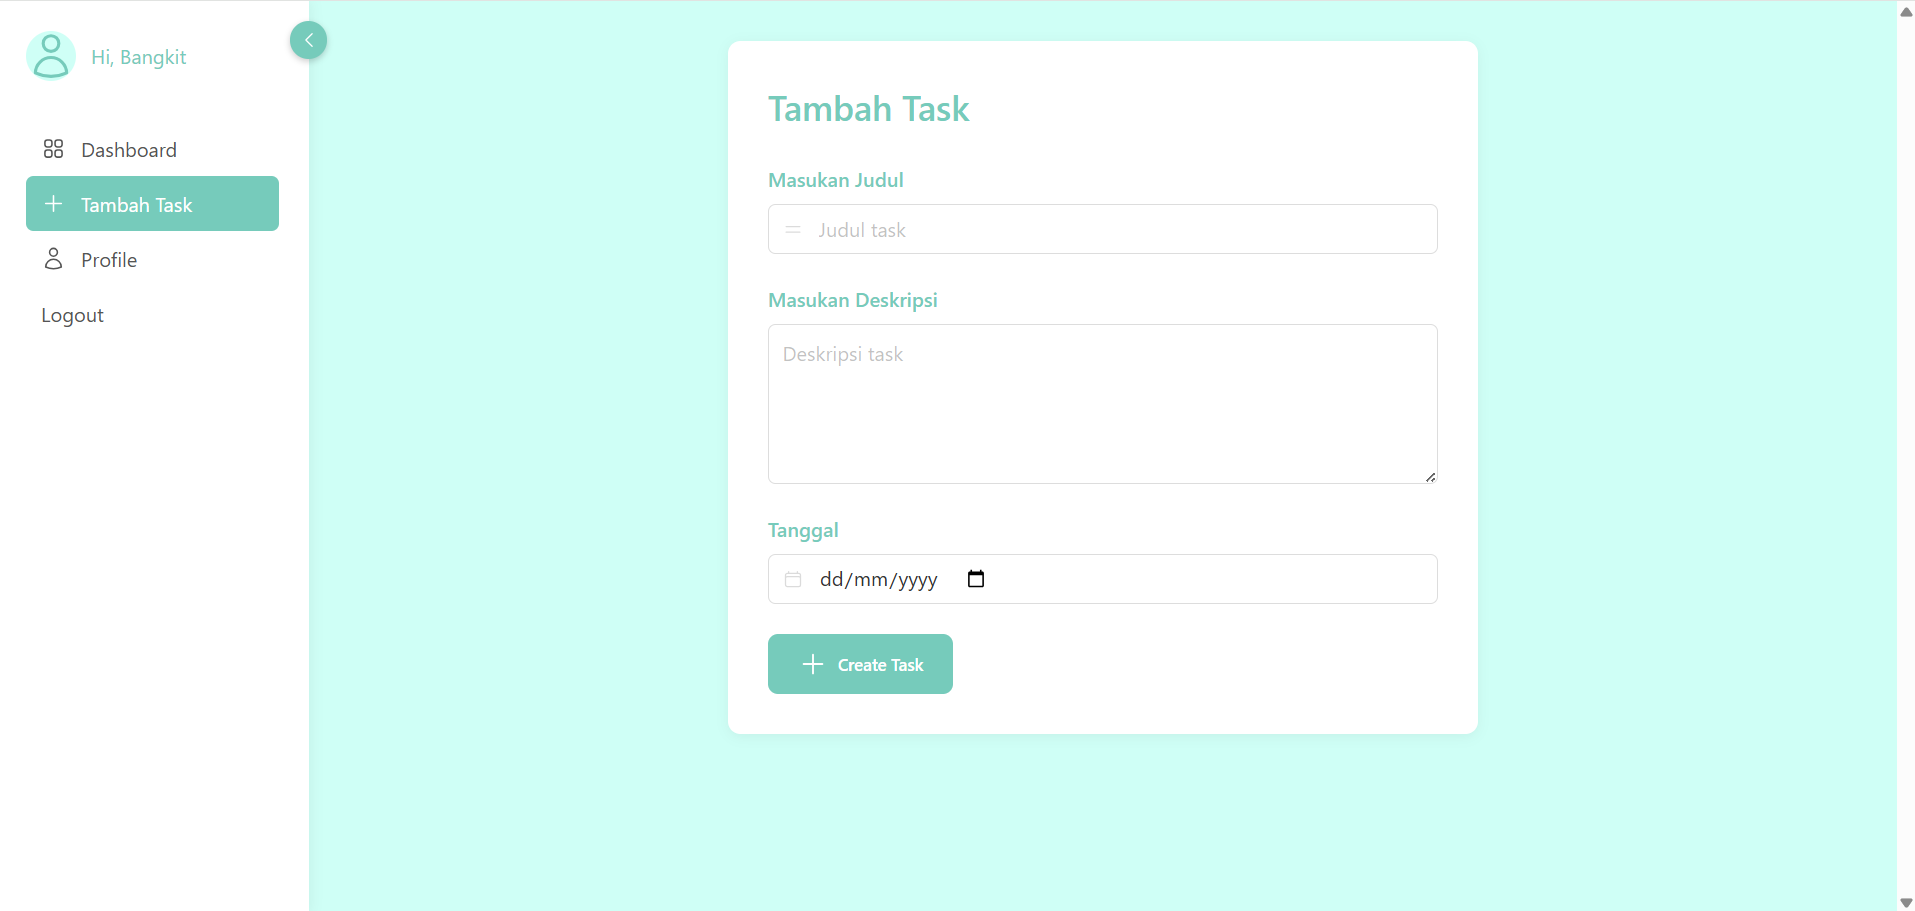 Hi, Bangkit
Dashboard
Tambah Task
Profile
Logout
Tambah Task
Masukan Judul
Judul task
Masukan Deskripsi
Deskripsi task
Tanggal
dd/mm/yyyy
Create Task